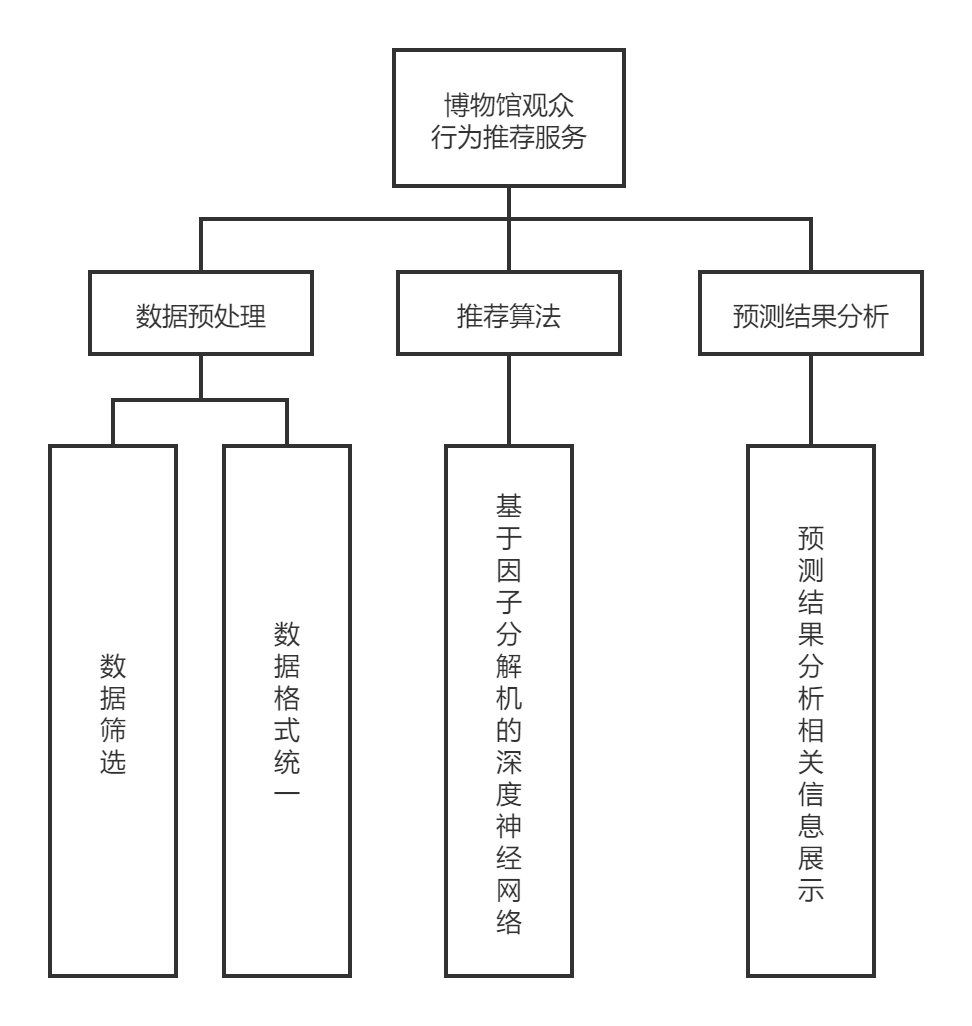 博物馆观众
行为推荐服务
数据预处理
推荐算法
预测结果分析
数据筛选
数据格式统一
基于因子分解机的深度神经网络
预测结果分析相关信息展示